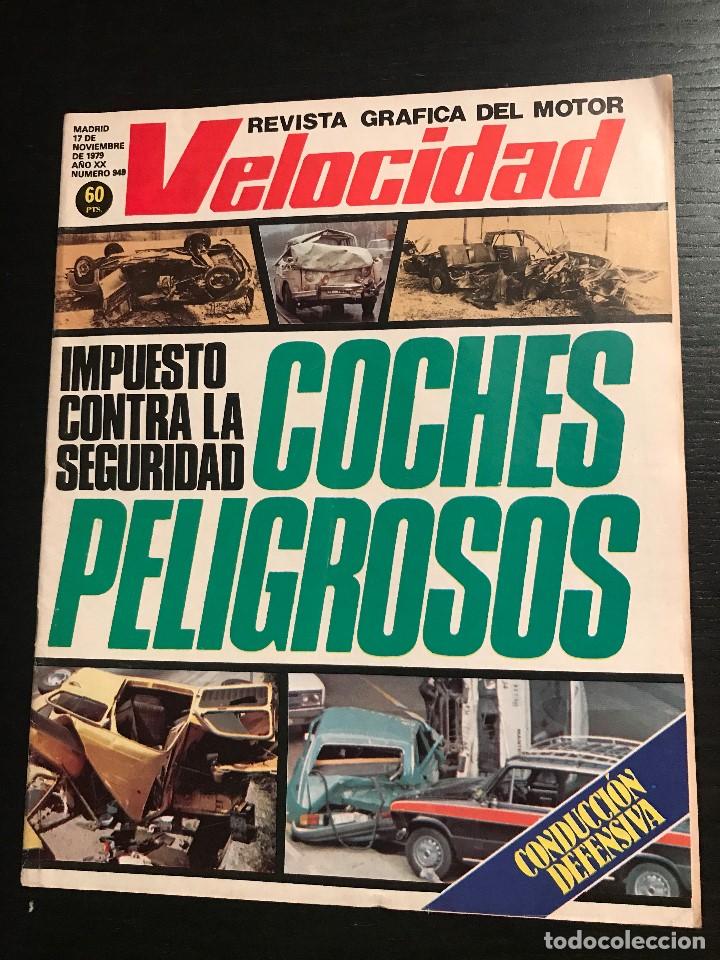 MADRID
17 DE
NOVIEMBRE
DE 1979
AÑO XX
NUMERO 949
60
PTS.
REVISTA GRAFICA DEL MOTOR
Velocidad
IMPUESTO
CONTRA LA
SEGURIDAD
COCHES
PELIGROSOS
CONDUCCIÓN
DEFENSIVA
todocoleccion